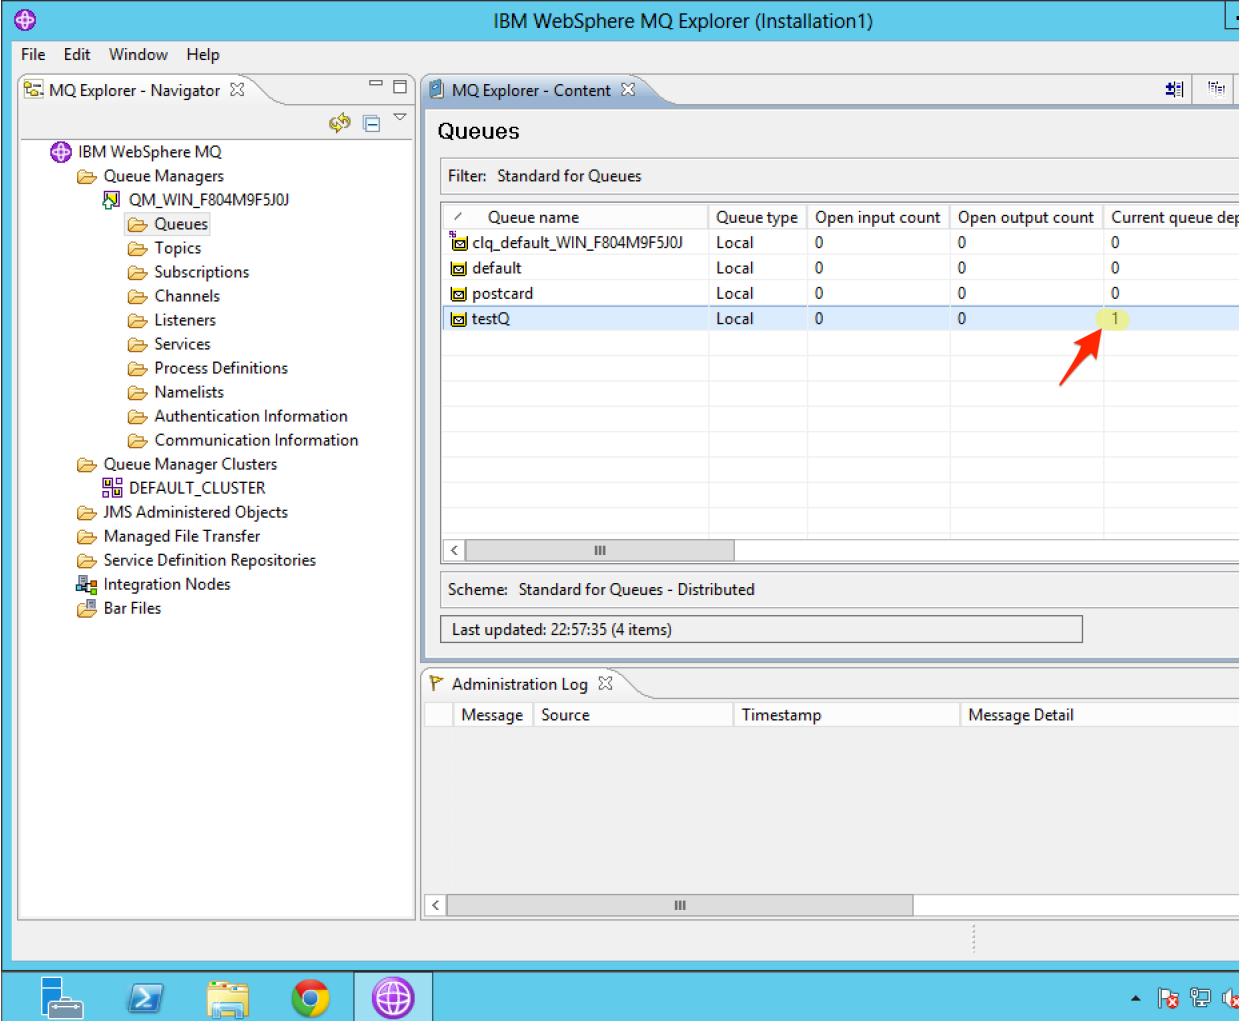 IBM WebSphere MQ Explorer (Installation1)
File Edit Window Help
MQ Explorer - Navigator
IBM WebSphere MQ
Queue Managers
QM_WIN_F804M9F5J0J
Queues
Topics
Subscriptions
Channels
Listeners
Services
Process Definitions
Namelists
Authentication Information
Communication Information
Queue Manager Clusters
DEFAULT_CLUSTER
JMS Administered Objects
Managed File Transfer
Service Definition Repositories
Integration Nodes
Bar Files
MQ Explorer - Content
Queues
Filter: Standard for Queues
Queue name Queue type Open input count Open output count Current queue dep
clq_default_WIN_F804M9F5J0J Local 0 0 0
default Local 0 0 0
postcard Local 0 0 0
testQ Local 0 0 1
Scheme: Standard for Queues - Distributed
Last updated: 22:57:35 (4 items)
Administration Log
Message Source Timestamp Message Detail